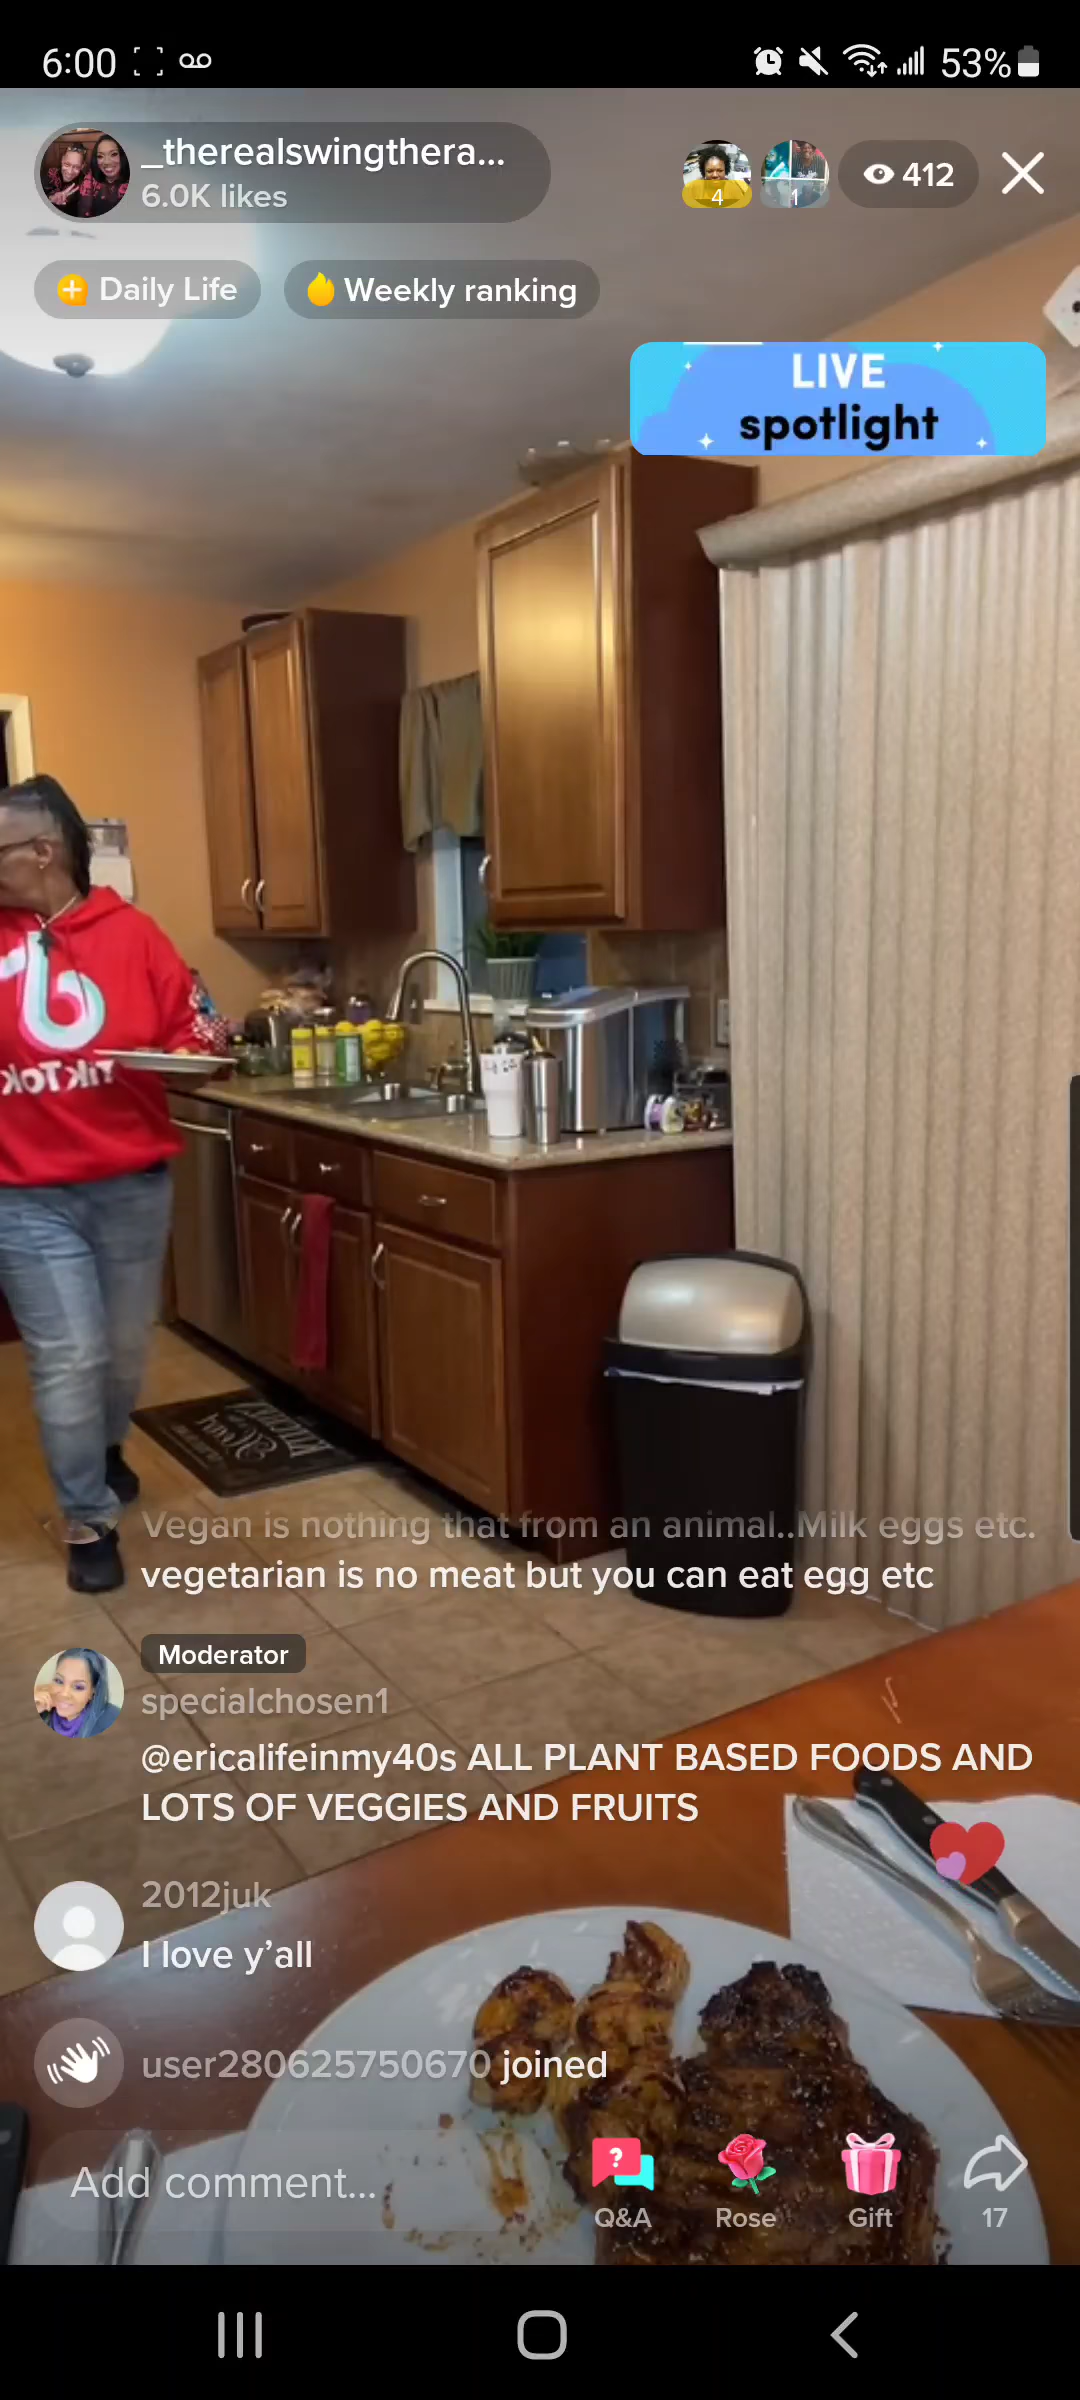 6:00
53%
_therealswingthera...
6.0K likes
4
1
412
Daily Life
Weekly ranking
LIVE
spotlight
TikTok
KITCHEN
Vegan is nothing that from an animal..Milk eggs etc.
vegetarian is no meat but you can eat egg etc
Moderator
specialchosen1
@ericalifeinmy40s ALL PLANT BASED FOODS AND
LOTS OF VEGGIES AND FRUITS
2012juk
I love y’all
user280625750670 joined
Add comment...
?
Q&A
Rose
Gift
17